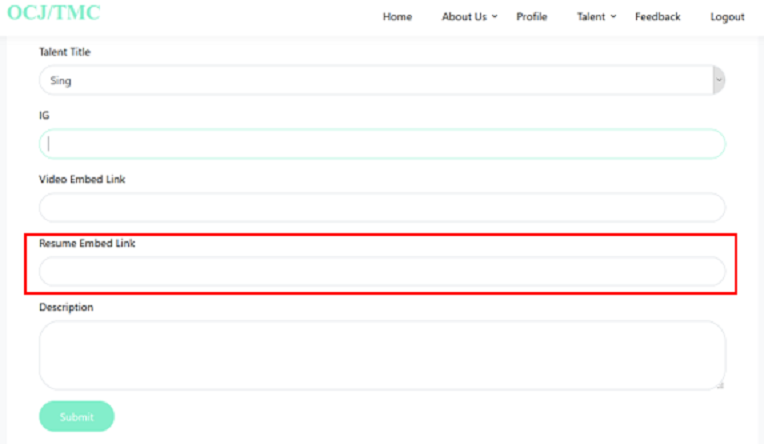 OCJ/TMC
Home About Us Profile Talent Feedback Logout
Talent Title
Sing
IG
Video Embed Link
Resume Embed Link
Description
Submit